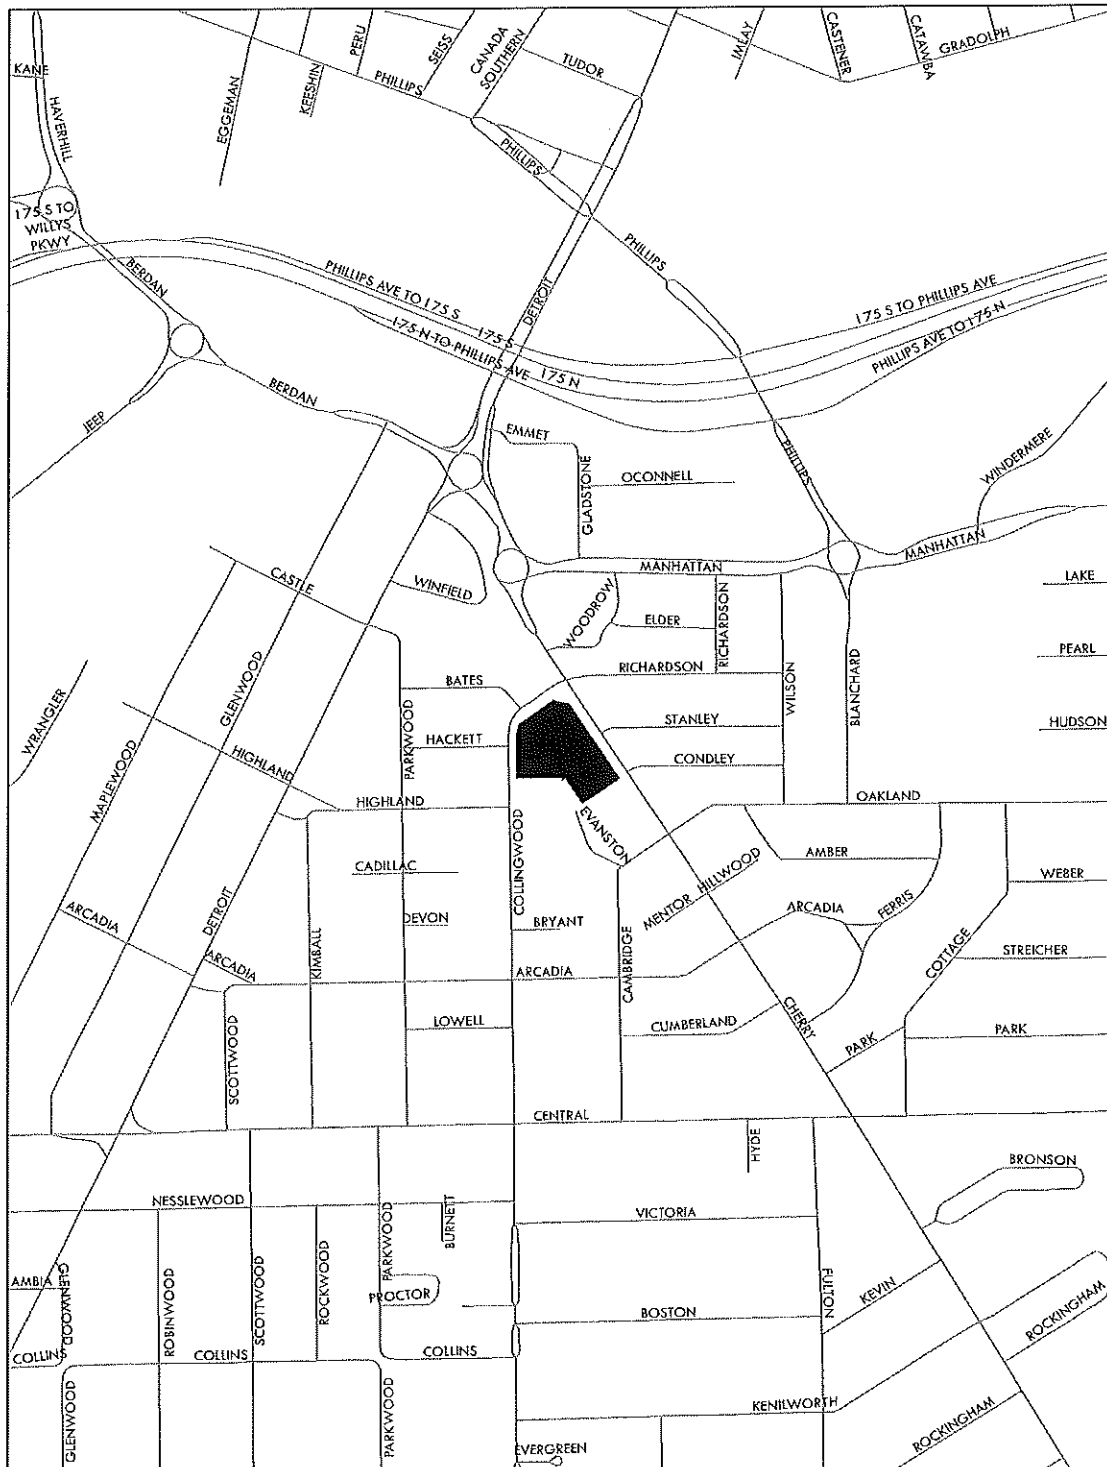 KANE
HAVERHILL
EGGEMAN
KEESHIN
PERU
PHILLIPS
SEISS
CANADA
SOUTHERN
TUDOR
IMLAY
CASTENER
CATAWBA
GRADOLPH
PHILLIPS
175 S TO
WILLYS
PKWY
BERDAN
PHILLIPS
PHILLIPS AVE TO 175 S
175 S
DETROIT
175 S TO PHILLIPS AVE
175 N TO PHILLIPS AVE
175 N
PHILLIPS AVE TO 175 N
BERDAN
JEEP
EMMET
GLADSTONE
OCONNELL
PHILLIPS
WINDERMERE
MANHATTAN
MANHATTAN
CASTLE
WINFIELD
WOODROW
ELDER
RICHARDSON
LAKE
PEARL
HUDSON
WRANGLER
GLENWOOD
BATES
RICHARDSON
WILSON
BLANCHARD
MAPLEWOOD
HIGHLAND
PARKWOOD
HACKETT
STANLEY
CONDLEY
HIGHLAND
OAKLAND
EVANSTON
CADILLAC
COLLINGWOOD
MENTOR HILLWOOD
AMBER
WEBER
ARCADIA
DETROIT
DEVON
BRYANT
ARCADIA
FERRIS
COTTAGE
STREICHER
ARCADIA
KIMBALL
ARCADIA
CAMBRIDGE
SCOTTWOOD
LOWELL
CUMBERLAND
CHERRY
PARK
PARK
CENTRAL
HYDE
BRONSON
NESSLEWOOD
PARKWOOD
BURNETT
VICTORIA
AMBIA
GLENWOOD
ROBINWOOD
SCOTTWOOD
ROCKWOOD
PROCTOR
BOSTON
FULTON
KEVIN
ROCKINGHAM
COLLINS
COLLINS
COLLINS
GLENWOOD
PARKWOOD
KENILWORTH
ROCKINGHAM
EVERGREEN